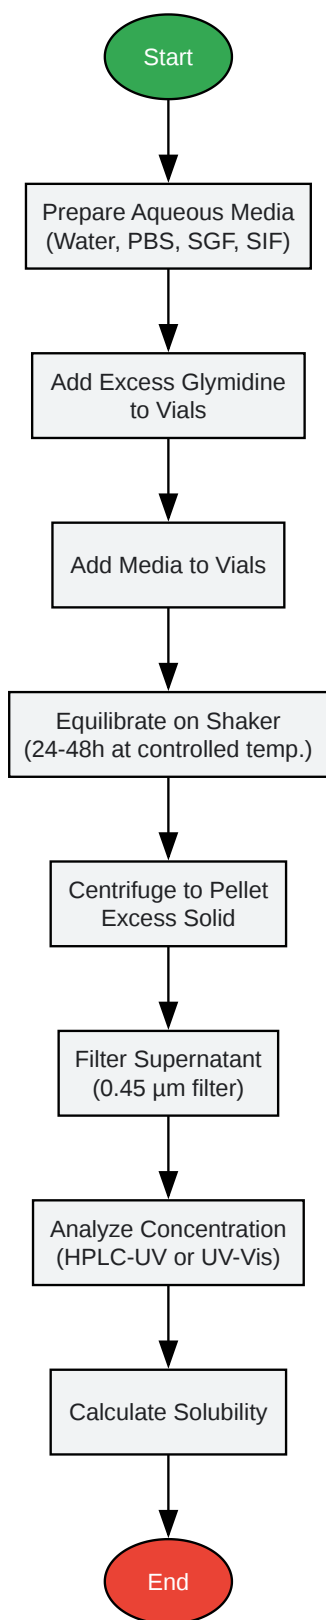 Start
Prepare Aqueous Media
(Water, PBS, SGF, SIF)
Add Excess Glymidine
to Vials
Add Media to Vials
Equilibrate on Shaker
(24-48h at controlled temp.)
Centrifuge to Pellet
Excess Solid
Filter Supernatant
(0.45 µm filter)
Analyze Concentration
(HPLC-UV or UV-Vis)
Calculate Solubility
End